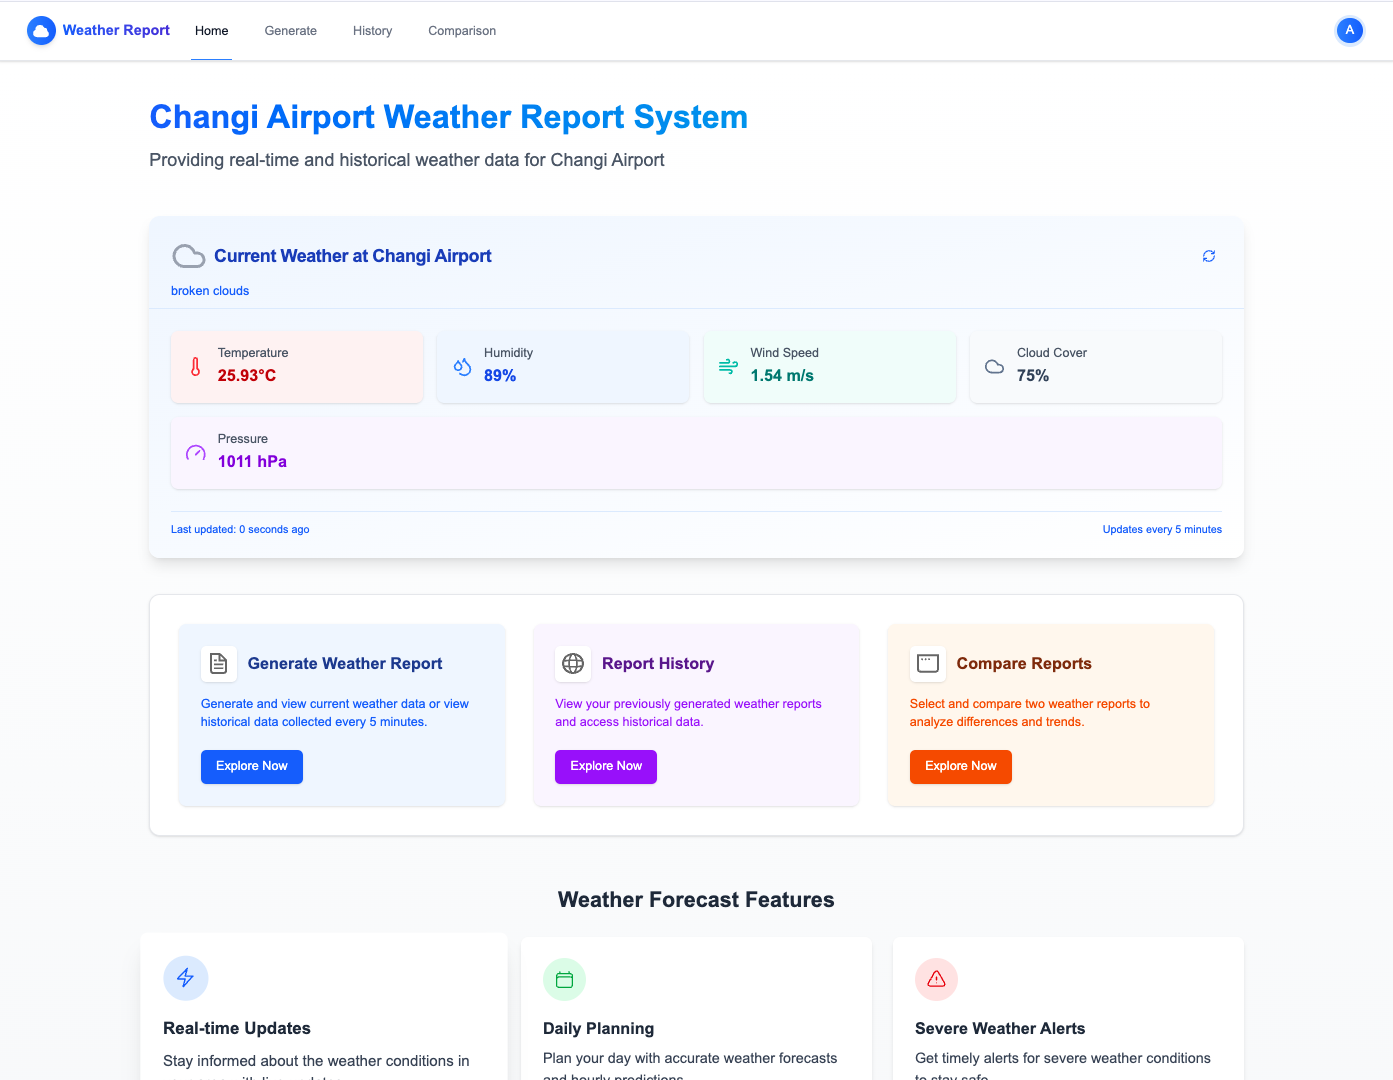 Weather Report
Home
Generate
History
Comparison
A
Changi Airport Weather Report System
Providing real-time and historical weather data for Changi Airport
Current Weather at Changi Airport
broken clouds
Temperature
25.93°C
Humidity
89%
Wind Speed
1.54 m/s
Cloud Cover
75%
Pressure
1011 hPa
Last updated: 0 seconds ago
Updates every 5 minutes
Generate Weather Report
Generate and view current weather data or view
historical data collected every 5 minutes.
Explore Now
Report History
View your previously generated weather reports
and access historical data.
Explore Now
Compare Reports
Select and compare two weather reports to
analyze differences and trends.
Explore Now
Weather Forecast Features
Real-time Updates
Stay informed about the weather conditions in
Daily Planning
Plan your day with accurate weather forecasts
and hourly predictions
Severe Weather Alerts
Get timely alerts for severe weather conditions
to stay safe